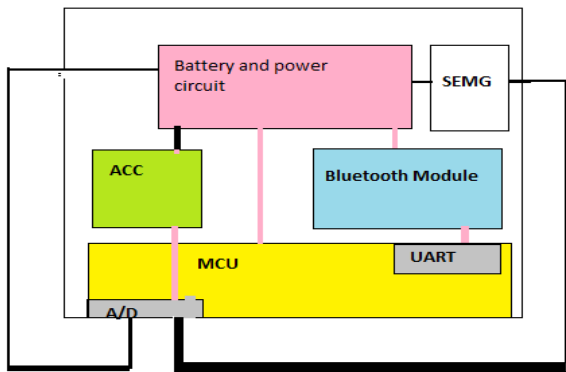 Battery and power
circuit
SEMG
ACC
Bluetooth Module
MCU
UART
A/D